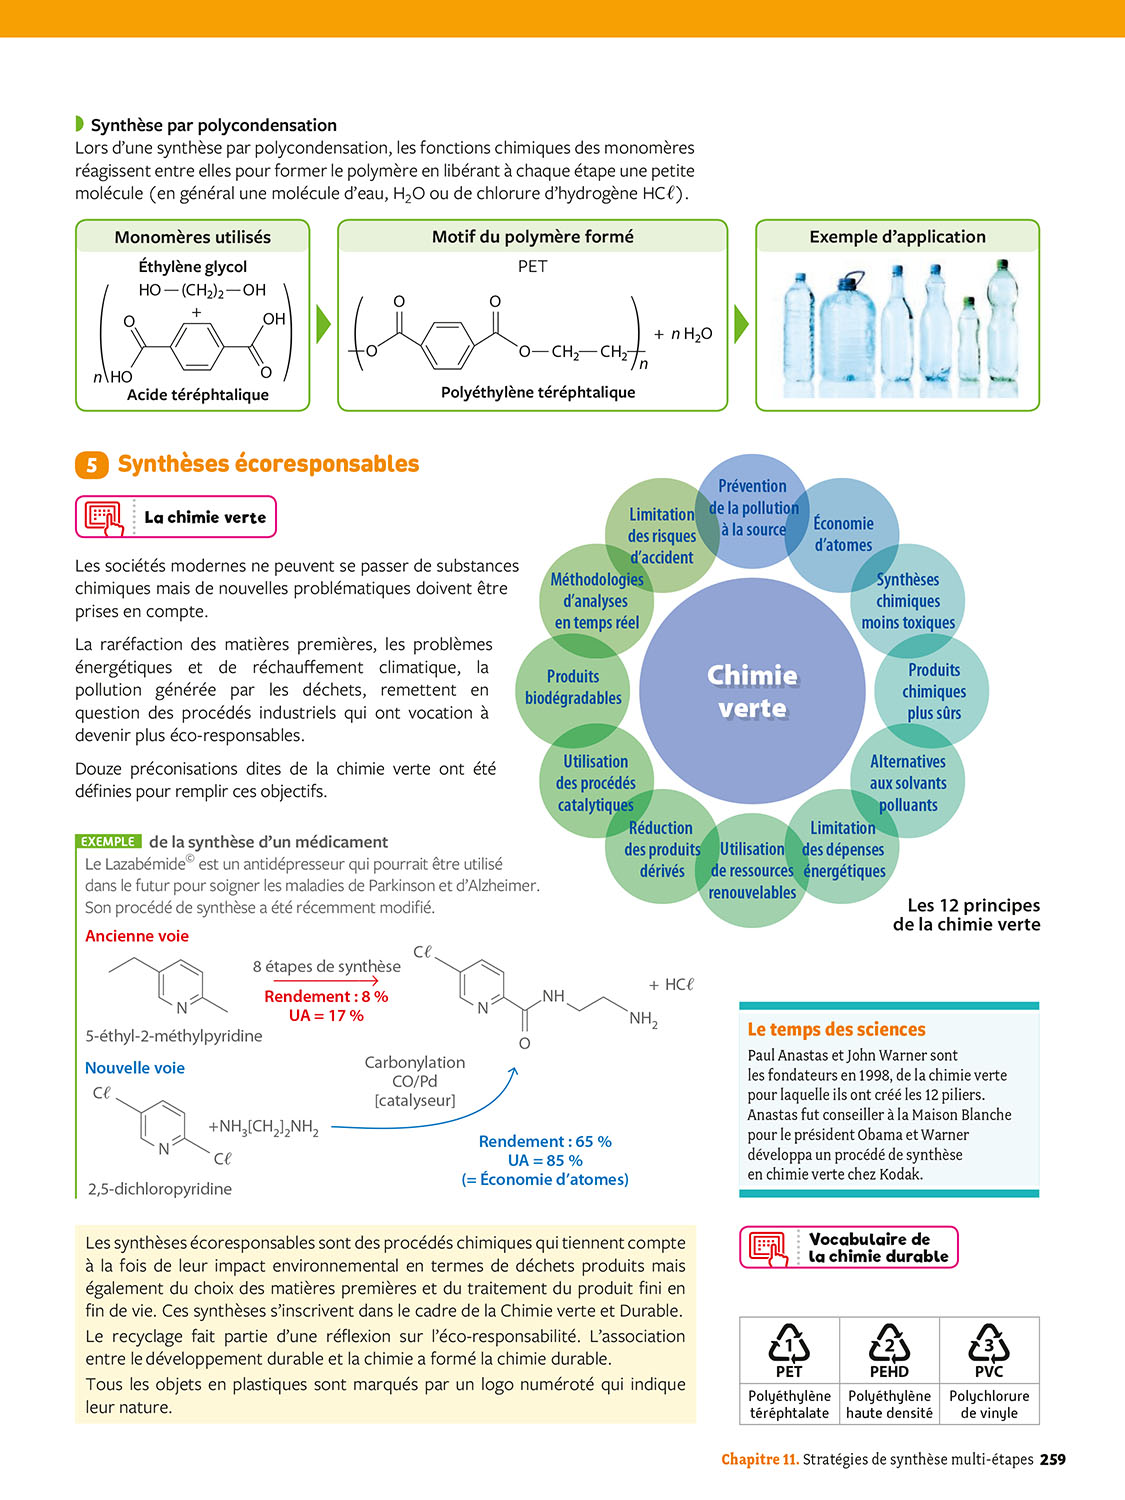 Synthèse par polycondensation
Lors d'une synthèse par polycondensation, les fonctions chimiques des monomères
réagissent entre elles pour former le polymère en libérant à chaque étape une petite
molécule (en général une molécule d'eau, H₂O ou de chlorure d'hydrogène HCℓ).
Monomères utilisés
Éthylène glycol
HO—(CH₂)₂—OH
+
O
OH
n
HO
O
Acide téréphtalique
Motif du polymère formé
PET
O
O
O
O—CH₂—CH₂
n
+ n H₂O
Polyéthylène téréphtalique
Exemple d'application
5 Synthèses écoresponsables
La chimie verte
Les sociétés modernes ne peuvent se passer de substances
chimiques mais de nouvelles problématiques doivent être
prises en compte.
La raréfaction des matières premières, les problèmes
énergétiques et de réchauffement climatique, la
pollution générée par les déchets, remettent en
question des procédés industriels qui ont vocation à
devenir plus éco-responsables.
Douze préconisations dites de la chimie verte ont été
définies pour remplir ces objectifs.
Chimie
verte
Prévention
de la pollution
à la source
Économie
d'atomes
Synthèses
chimiques
moins toxiques
Produits
chimiques
plus sûrs
Alternatives
aux solvants
polluants
Limitation
des dépenses
énergétiques
Utilisation
de ressources
renouvelables
Réduction
des produits
dérivés
Utilisation
des procédés
catalytiques
Produits
biodégradables
Méthodologies
d'analyses
en temps réel
Limitation
des risques
d'accident
Les 12 principes
de la chimie verte
EXEMPLE de la synthèse d'un médicament
Le Lazabémide© est un antidépresseur qui pourrait être utilisé
dans le futur pour soigner les maladies de Parkinson et d'Alzheimer.
Son procédé de synthèse a été récemment modifié.
Ancienne voie
N
5-éthyl-2-méthylpyridine
8 étapes de synthèse
Rendement : 8 %
UA = 17 %
Cℓ
N
NH
O
NH₂
+ HCℓ
Nouvelle voie
Cℓ
N
Cℓ
+NH₃[CH₂]₂NH₂
2,5-dichloropyridine
Carbonylation
CO/Pd
[catalyseur]
Rendement : 65 %
UA = 85 %
(= Économie d'atomes)
Le temps des sciences
Paul Anastas et John Warner sont
les fondateurs en 1998, de la chimie verte
pour laquelle ils ont créé les 12 piliers.
Anastas fut conseiller à la Maison Blanche
pour le président Obama et Warner
développa un procédé de synthèse
en chimie verte chez Kodak.
Les synthèses écoresponsables sont des procédés chimiques qui tiennent compte
à la fois de leur impact environnemental en termes de déchets produits mais
également du choix des matières premières et du traitement du produit fini en
fin de vie. Ces synthèses s'inscrivent dans le cadre de la Chimie verte et Durable.
Le recyclage fait partie d'une réflexion sur l'éco-responsabilité. L'association
entre le développement durable et la chimie a formé la chimie durable.
Tous les objets en plastiques sont marqués par un logo numéroté qui indique
leur nature.
Vocabulaire de
la chimie durable
1
PET
Polyéthylène
téréphtalate
2
PEHD
Polyéthylène
haute densité
3
PVC
Polychlorure
de vinyle
Chapitre 11. Stratégies de synthèse multi-étapes 259